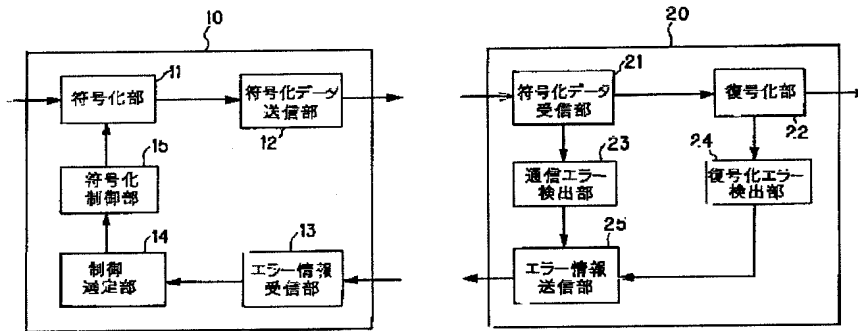 10
11
符号化部
符号化データ
送信部
12
15
符号化
制御部
14
制御
選定部
13
エラー情報
受信部
20
21
符号化データ
受信部
復号化部
22
23
通信エラー
検出部
24
復号化エラー
検出部
25
エラー情報
送信部